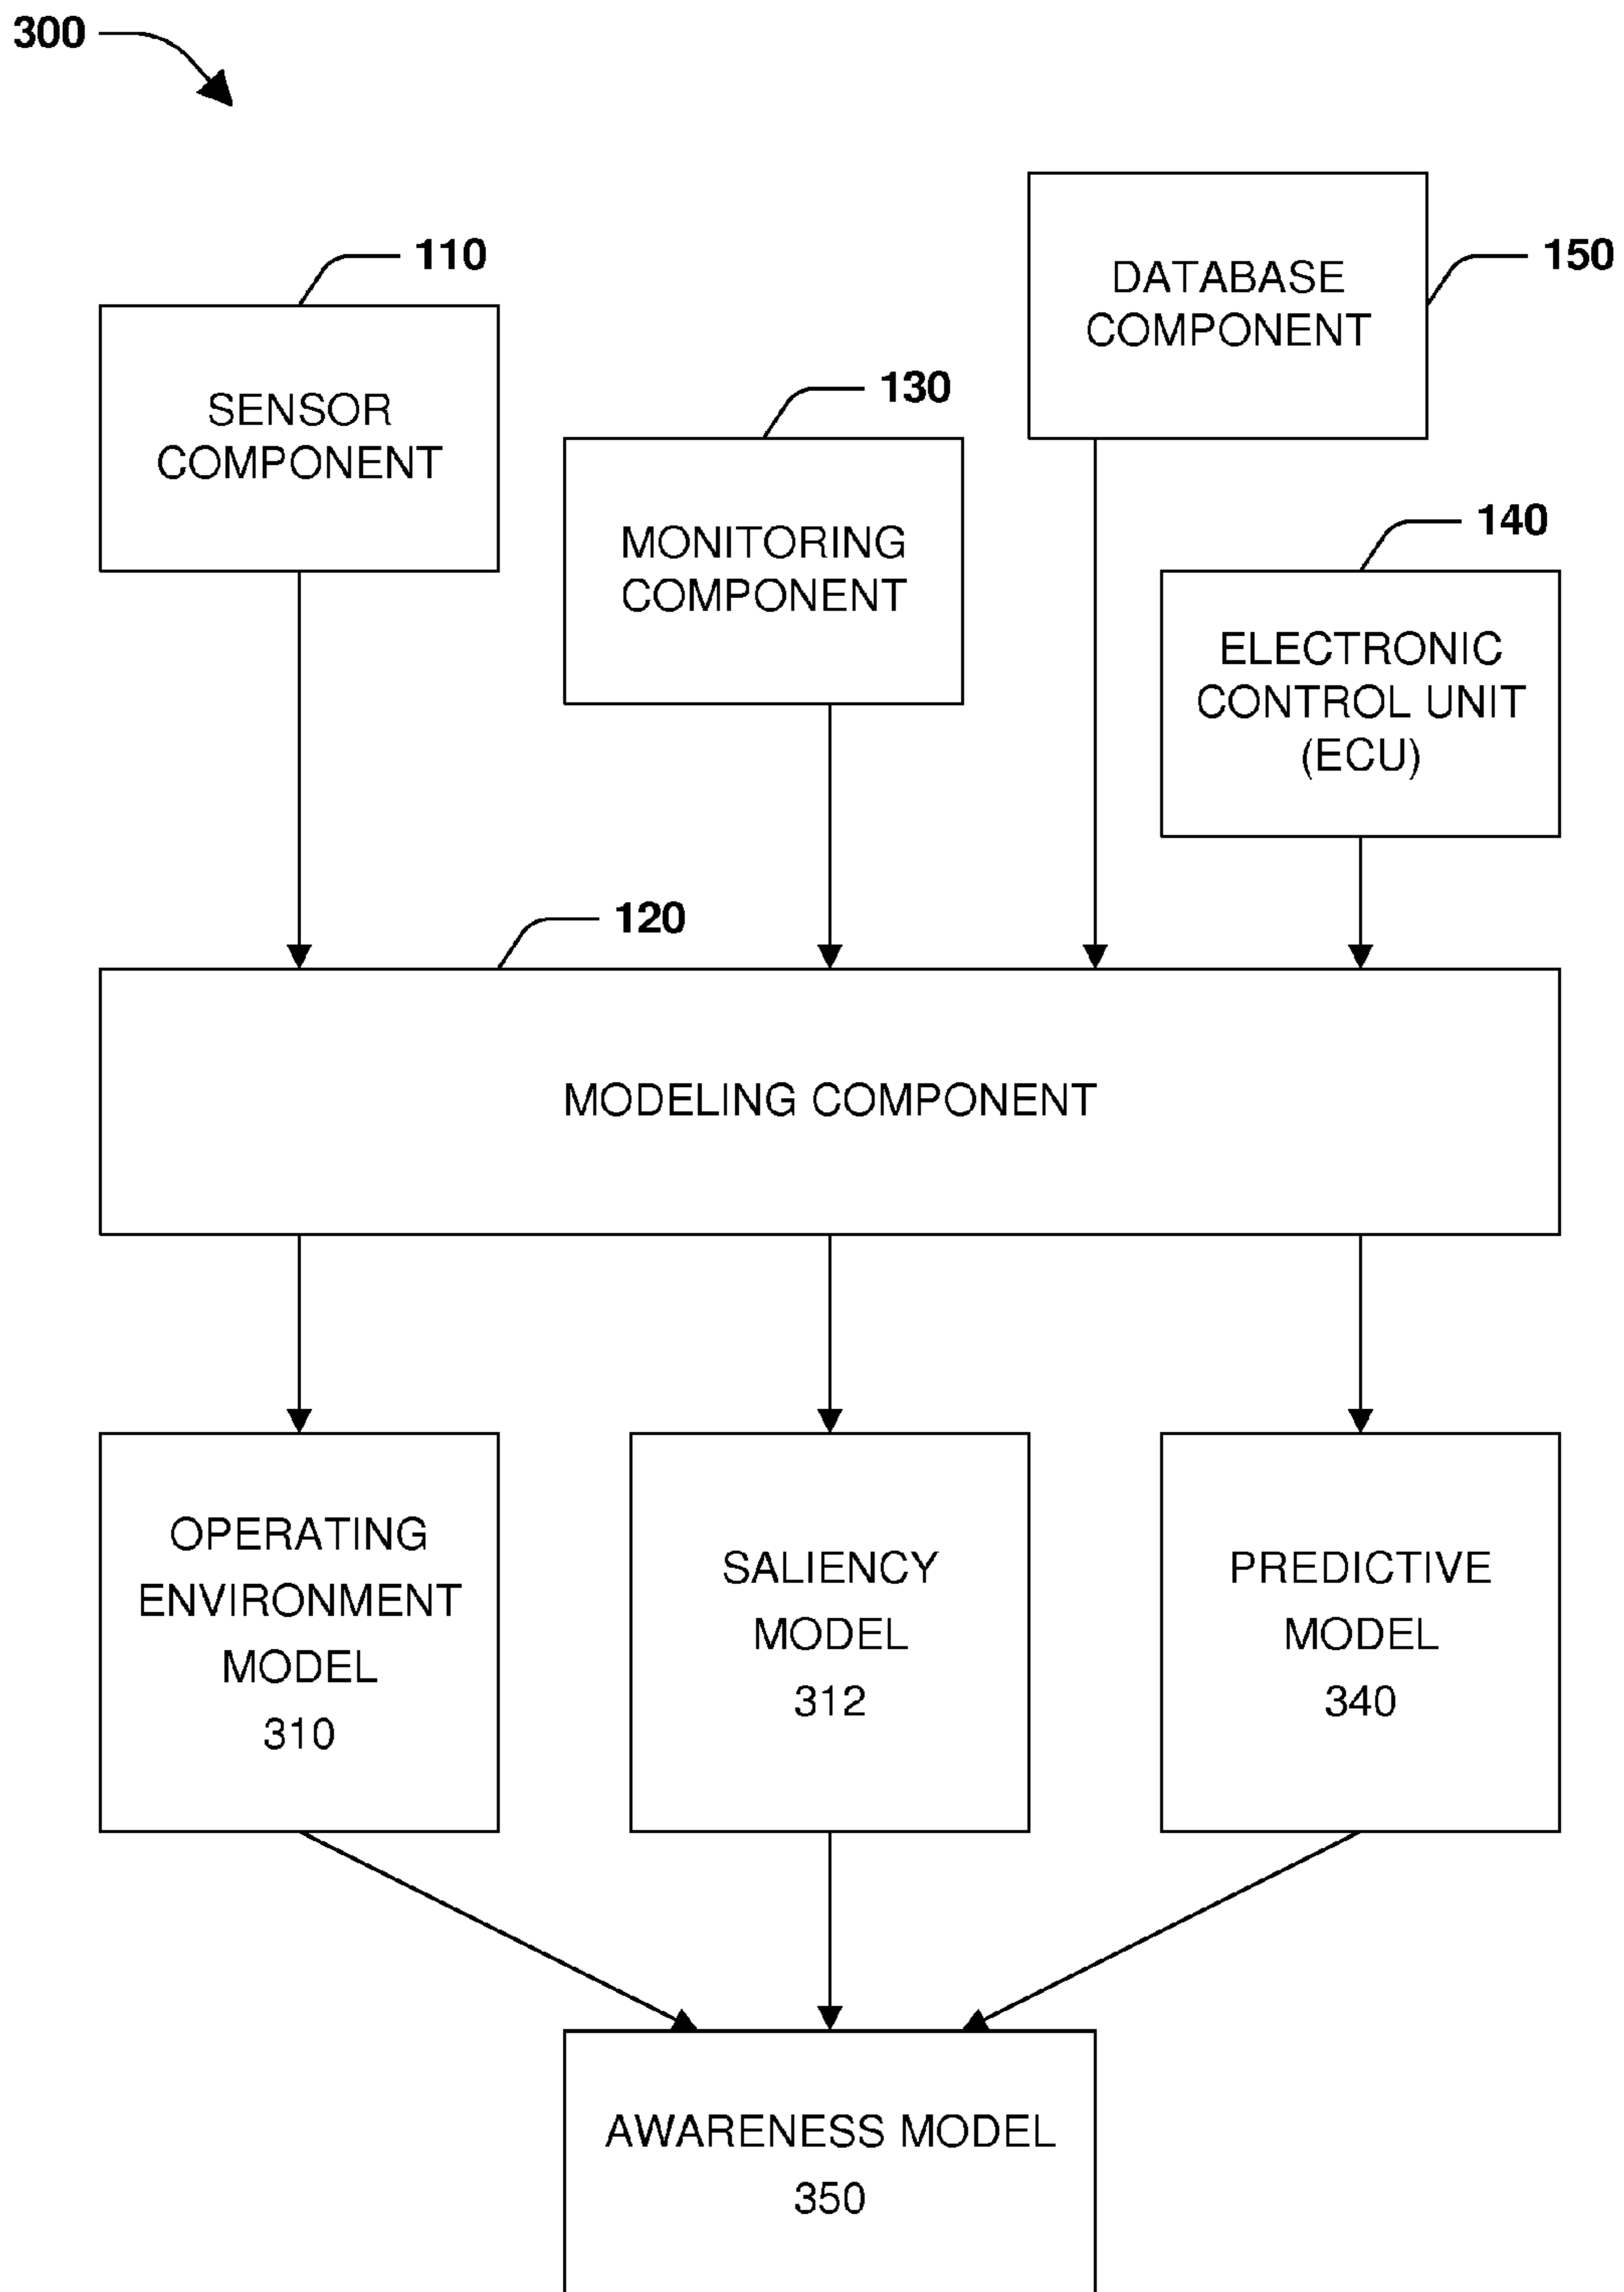 300
110
SENSOR
COMPONENT
130
MONITORING
COMPONENT
150
DATABASE
COMPONENT
140
ELECTRONIC
CONTROL UNIT
(ECU)
120
MODELING COMPONENT
OPERATING
ENVIRONMENT
MODEL
310
SALIENCY
MODEL
312
PREDICTIVE
MODEL
340
AWARENESS MODEL
350